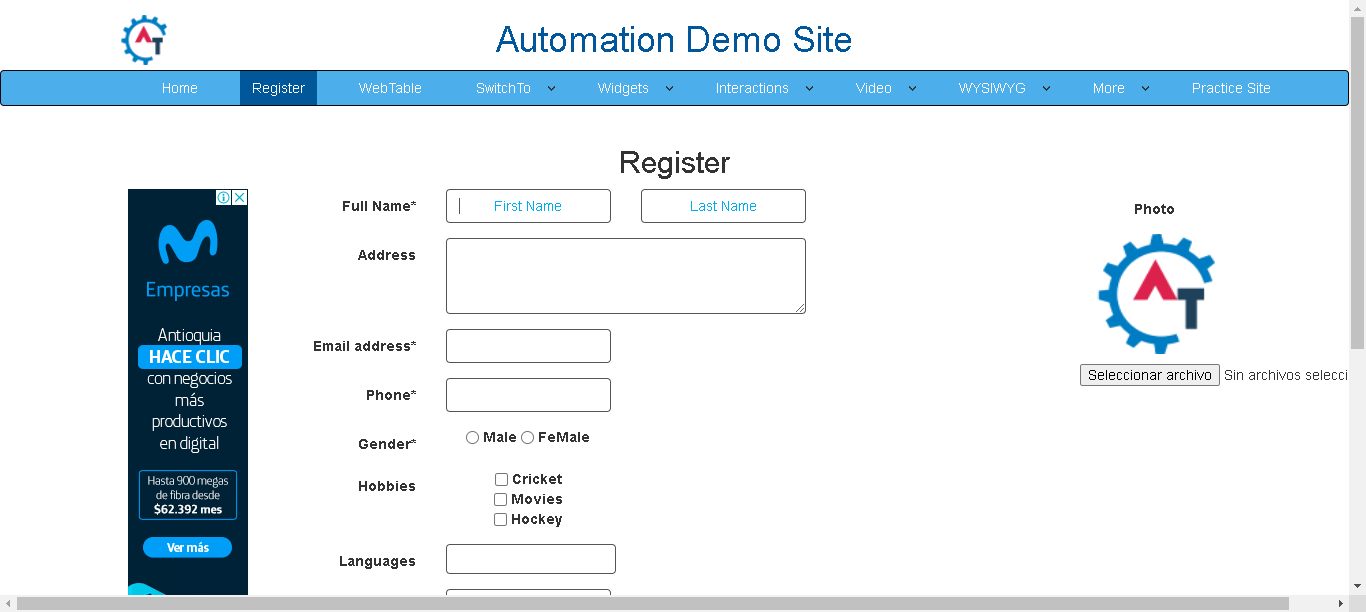 AT
Automation Demo Site
Home Register WebTable SwitchTo Widgets Interactions Video WYSIWYG More Practice Site
Register
Empresas
Antioquia
HACE CLIC
con negocios
más
productivos
en digital
Hasta 900 megas
de fibra desde
$62.392 mes
Ver más
Full Name* First Name Last Name
Address
Email address*
Phone*
Gender* Male FeMale
Hobbies
Cricket
Movies
Hockey
Languages
Photo
AT
Seleccionar archivo Sin archivos selecci